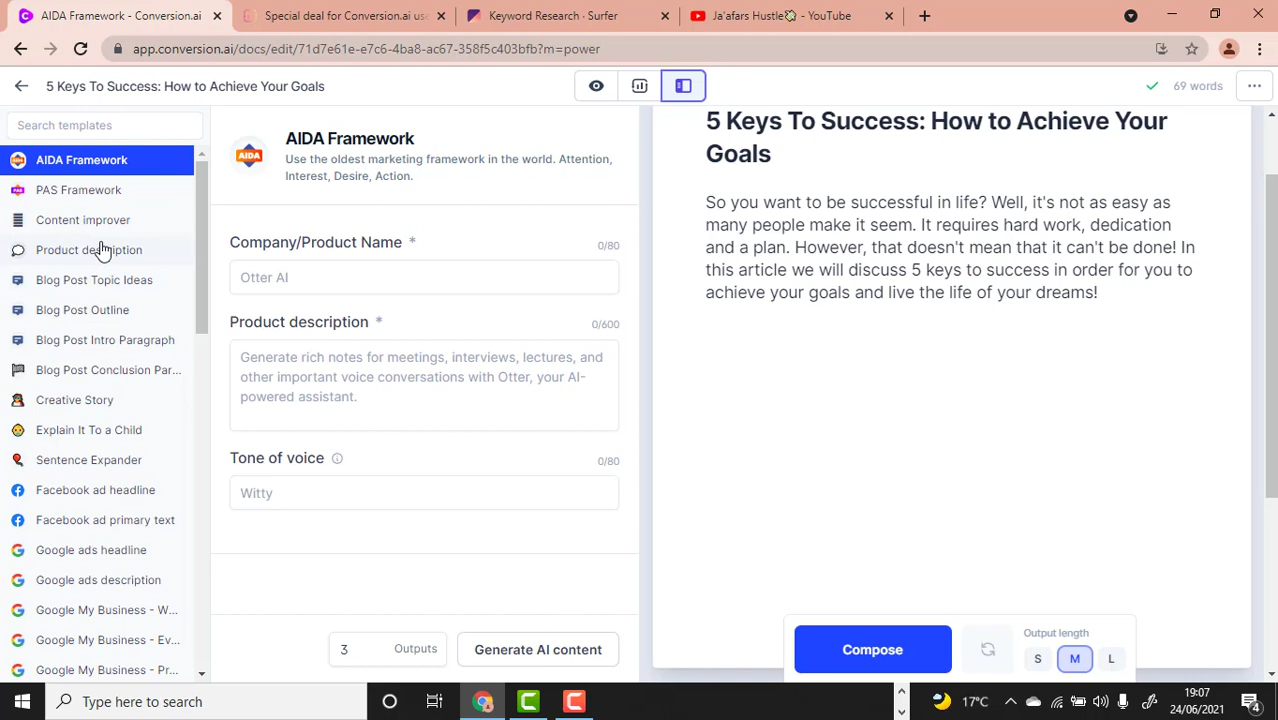 AIDA Framework - Conversion.ai
Special deal for Conversion.ai use
Keyword Research · Surfer
Ja'afars Hustle - YouTube
app.conversion.ai/docs/edit/71d7e61e-e7c6-4ba8-ac67-358f5c403bfb?m=power
5 Keys To Success: How to Achieve Your Goals
69 words
Search templates
AIDA Framework
PAS Framework
Content improver
Product description
Blog Post Topic Ideas
Blog Post Outline
Blog Post Intro Paragraph
Blog Post Conclusion Par...
Creative Story
Explain It To a Child
Sentence Expander
Facebook ad headline
Facebook ad primary text
Google ads headline
Google ads description
Google My Business - W...
Google My Business - Ev...
Google My Business - Pr...
AIDA
AIDA Framework
Use the oldest marketing framework in the world. Attention,
Interest, Desire, Action.
Company/Product Name *
0/80
Otter AI
Product description *
0/600
Generate rich notes for meetings, interviews, lectures, and
other important voice conversations with Otter, your AI-
powered assistant.
Tone of voice
0/80
Witty
3 Outputs
Generate AI content
5 Keys To Success: How to Achieve Your
Goals
So you want to be successful in life? Well, it's not as easy as
many people make it seem. It requires hard work, dedication
and a plan. However, that doesn't mean that it can't be done! In
this article we will discuss 5 keys to success in order for you to
achieve your goals and live the life of your dreams!
Compose
Output length
S M L
Type here to search
17°C
19:07
24/06/2021
4